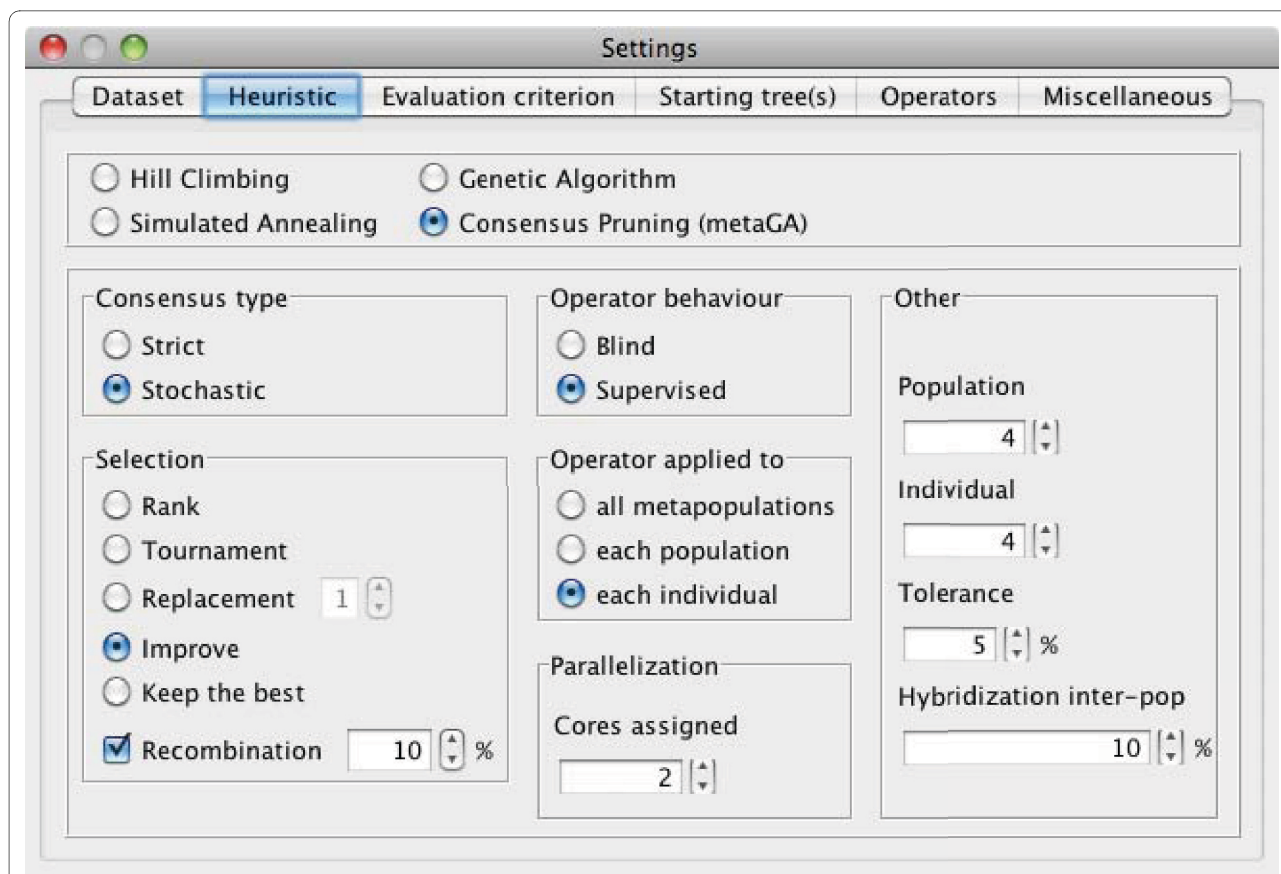 Settings
Dataset Heuristic Evaluation criterion Starting tree(s) Operators Miscellaneous
Hill Climbing Genetic Algorithm
Simulated Annealing Consensus Pruning (metaGA)
Consensus type
Strict
Stochastic
Selection
Rank
Tournament
Replacement 1
Improve
Keep the best
Recombination 10 %
Operator behaviour
Blind
Supervised
Operator applied to
all metapopulations
each population
each individual
Parallelization
Cores assigned
2
Other
Population
4
Individual
4
Tolerance
5 %
Hybridization inter-pop
10 %